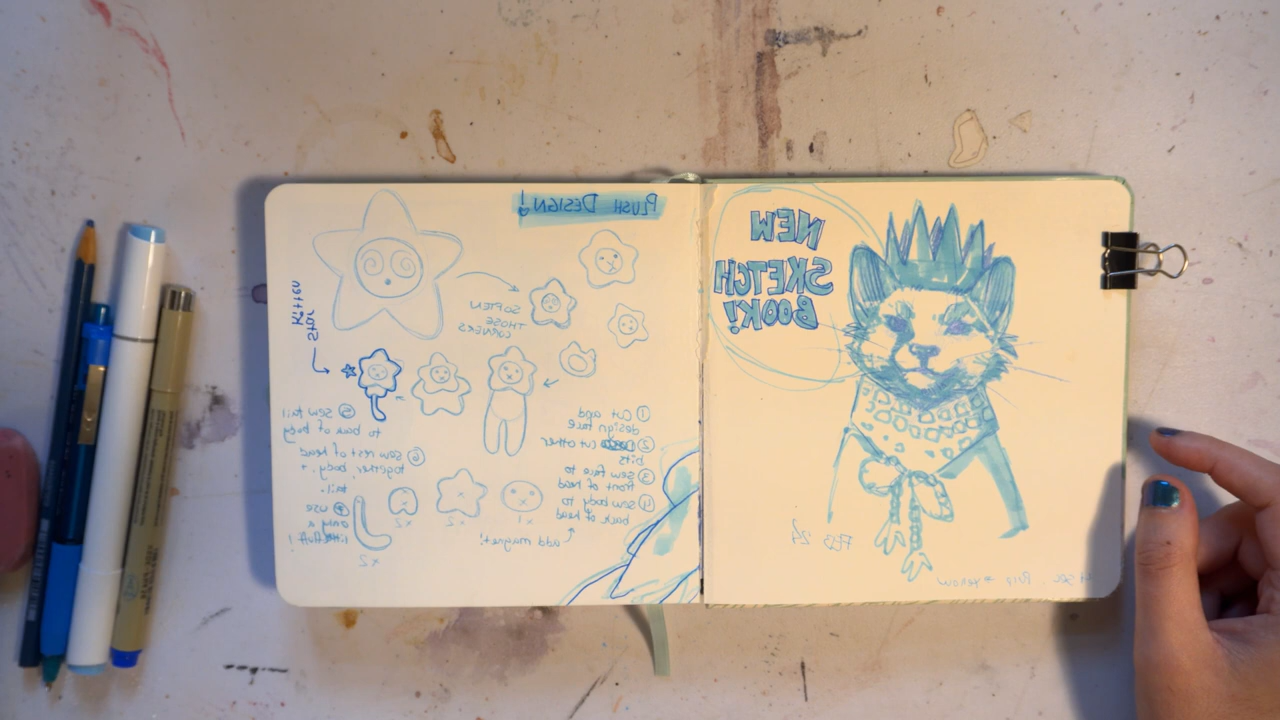 NEW
SKETCH
BOOK!
FEB 24
PLUSH DESIGN!
SOFTEN
THOSE
CORNERS
Kitten
Star
① Cut and
design face
② cut other
bits
③ sew face to
front of head
④ sew body to
back of head
add magnet!
x1
x2
x2
x2
⑤ sew tail
to back of body
⑥ sew rest of head
together, body, +
tail.
use
only a
little fluff!